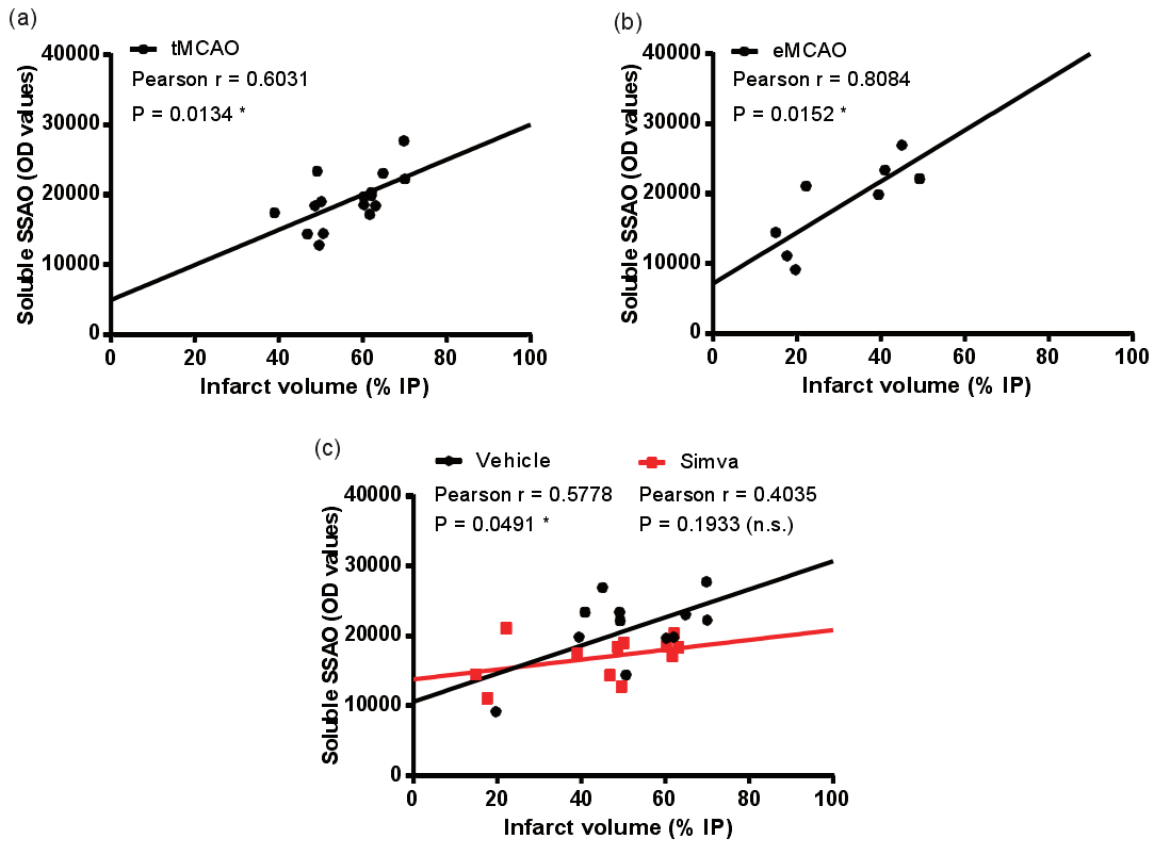 (a)
tMCAO
Pearson r = 0.6031
P = 0.0134 *
Soluble SSAO (OD values)
40000
30000
20000
10000
0
0 20 40 60 80 100
Infarct volume (% IP)
(b)
eMCAO
Pearson r = 0.8084
P = 0.0152 *
Soluble SSAO (OD values)
40000
30000
20000
10000
0
0 20 40 60 80 100
Infarct volume (% IP)
(c)
Vehicle Simva
Pearson r = 0.5778 Pearson r = 0.4035
P = 0.0491 * P = 0.1933 (n.s.)
Soluble SSAO (OD values)
40000
30000
20000
10000
0
0 20 40 60 80 100
Infarct volume (% IP)